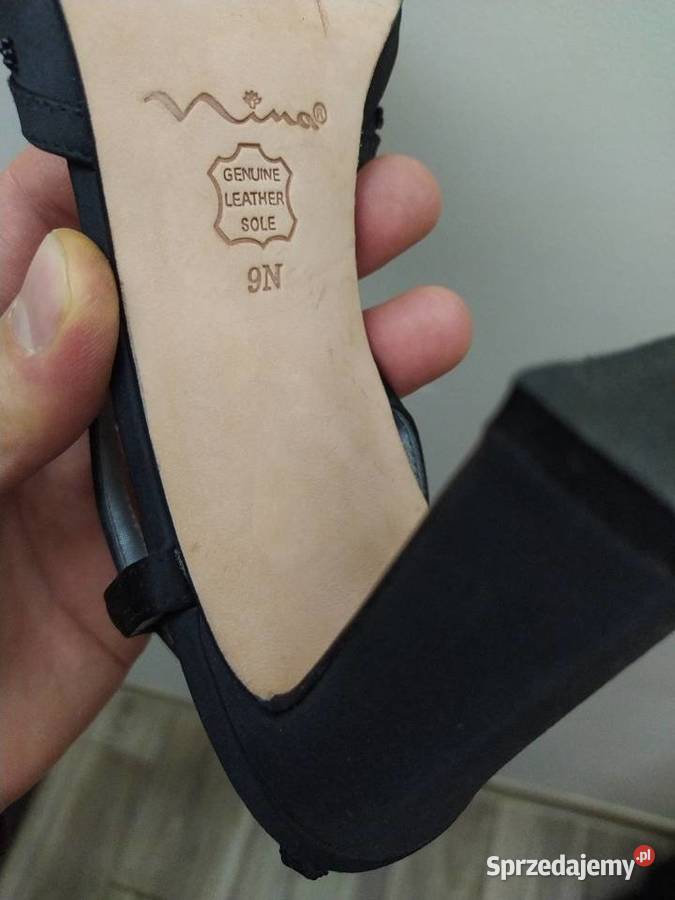 nina®
GENUINE
LEATHER
SOLE
9N
Sprzedajemy.pl